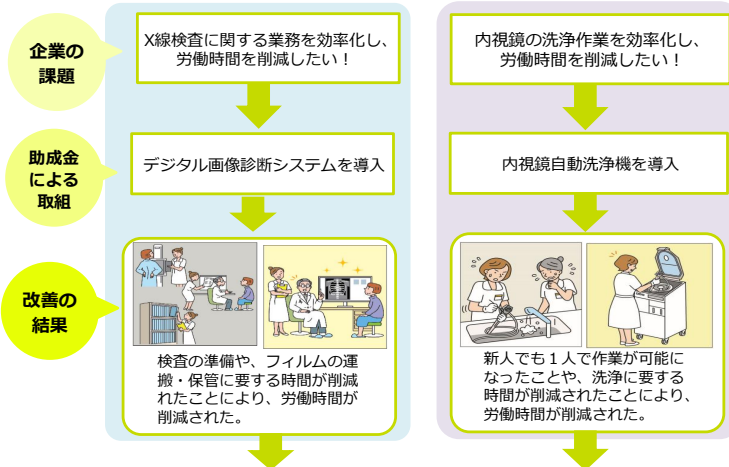 企業の
課題
X線検査に関する業務を効率化し、
労働時間を削減したい！
内視鏡の洗浄作業を効率化し、
労働時間を削減したい！
助成金
による
取組
デジタル画像診断システムを導入
内視鏡自動洗浄機を導入
改善の
結果
検査の準備や、フィルムの運
搬・保管に要する時間が削減
れたことにより、労働時間が
削減された。
新人でも１人で作業が可能に
なったことや、洗浄に要する
時間が削減されたことにより、
労働時間が削減された。